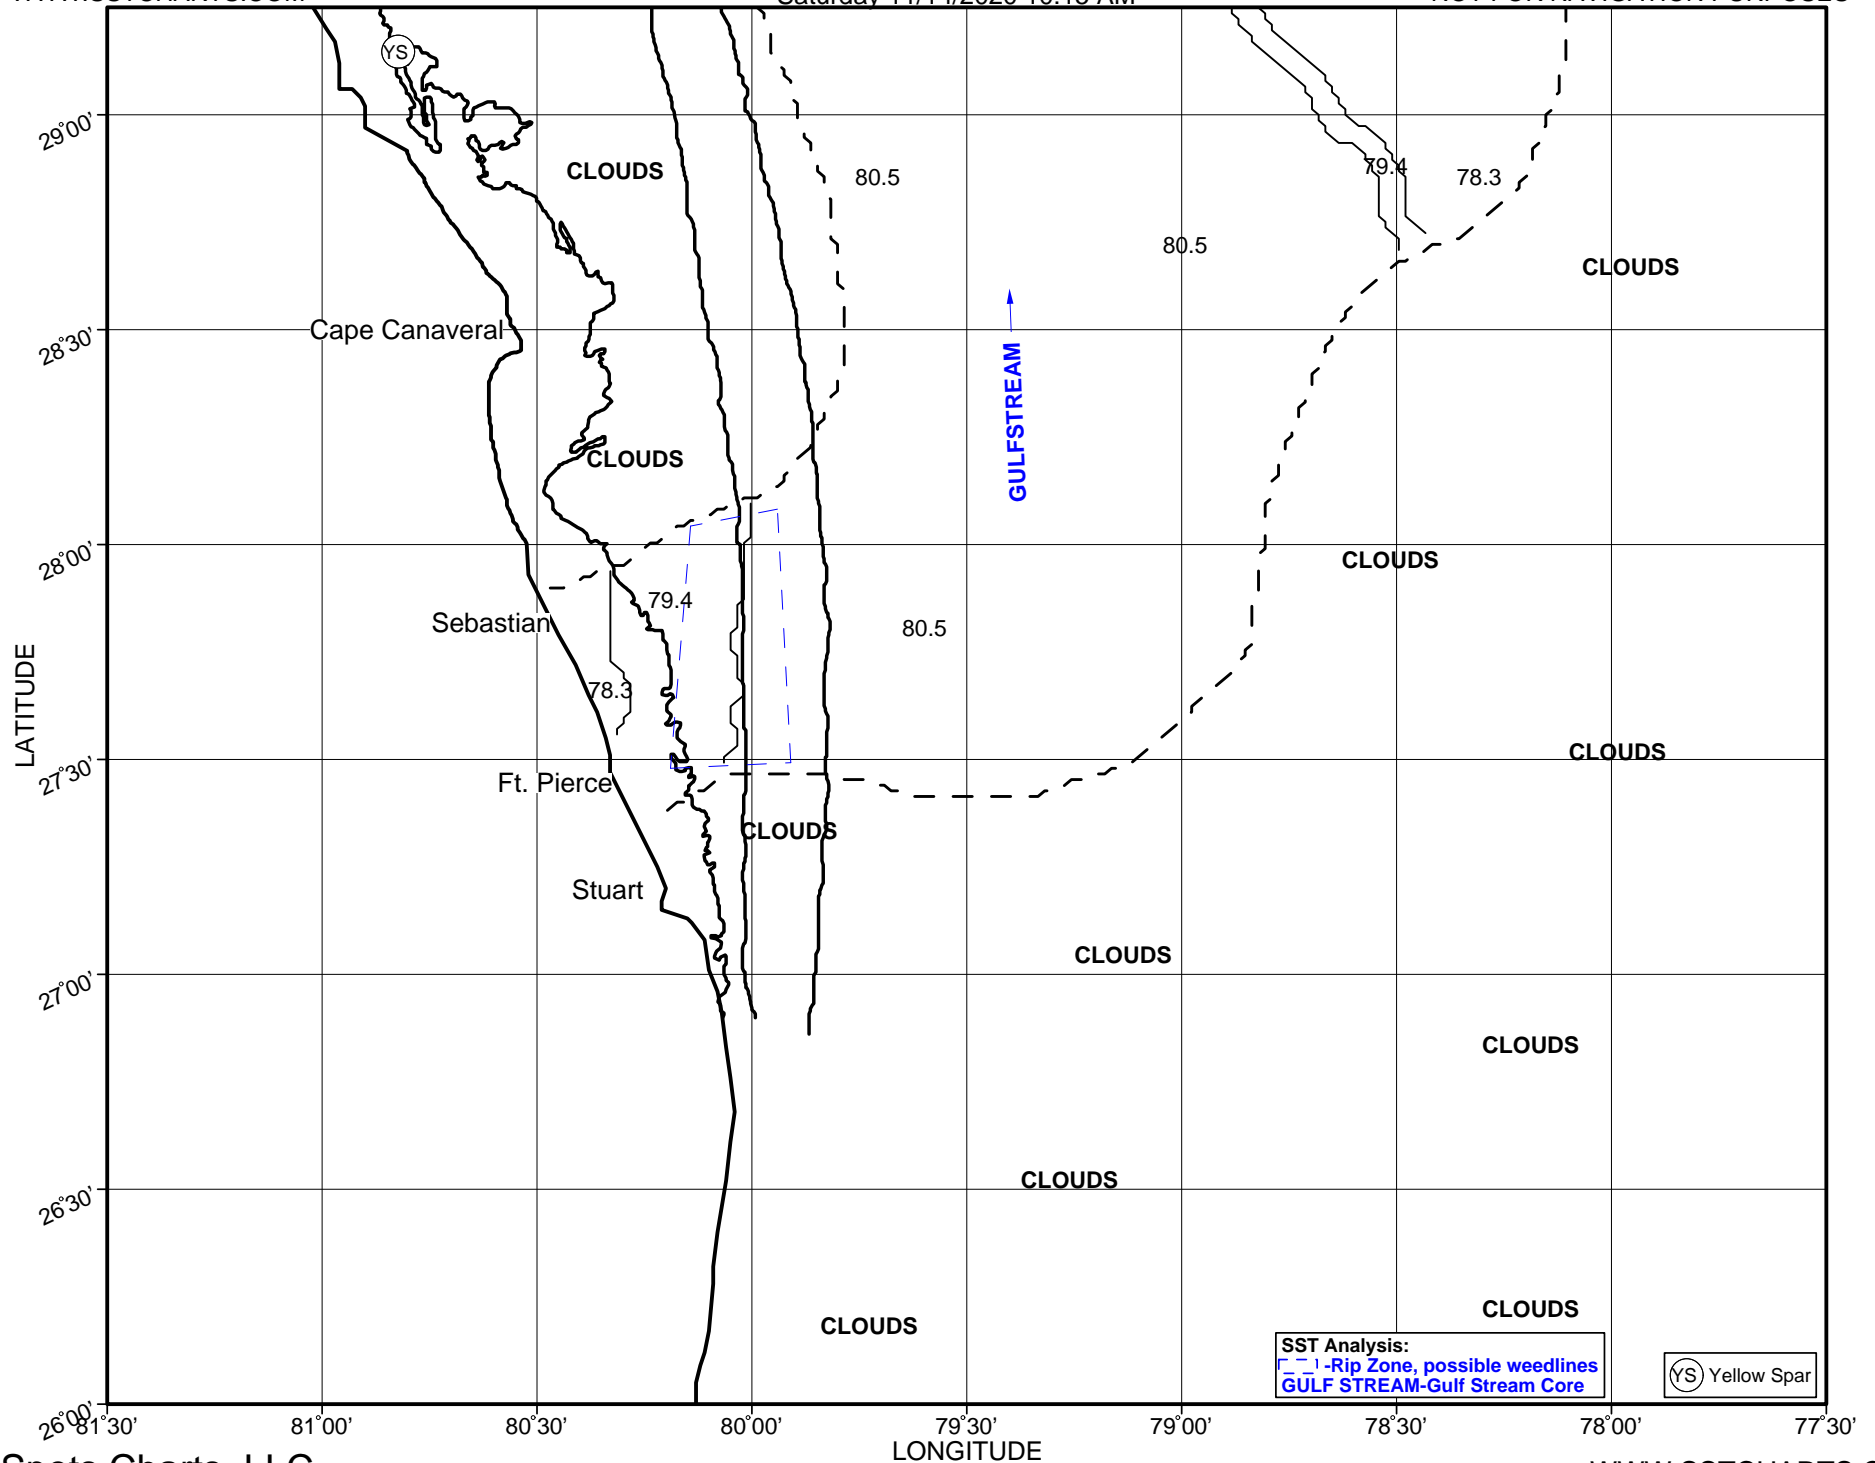 YS
29°00'
CLOUDS
80.5
79.4
78.3
80.5
CLOUDS
Cape Canaveral
28°30'
GULFSTREAM
CLOUDS
28°00'
CLOUDS
79.4
Sebastian
80.5
LATITUDE
78.3
27°30'
CLOUDS
Ft. Pierce
CLOUDS
Stuart
CLOUDS
27°00'
CLOUDS
CLOUDS
26°30'
CLOUDS
CLOUDS
SST Analysis:
-Rip Zone, possible weedlines
GULF STREAM-Gulf Stream Core
YS Yellow Spar
26°00'
81°30'
81°00'
80°30'
80°00'
79°30'
79°00'
78°30'
78°00'
77°30'
LONGITUDE